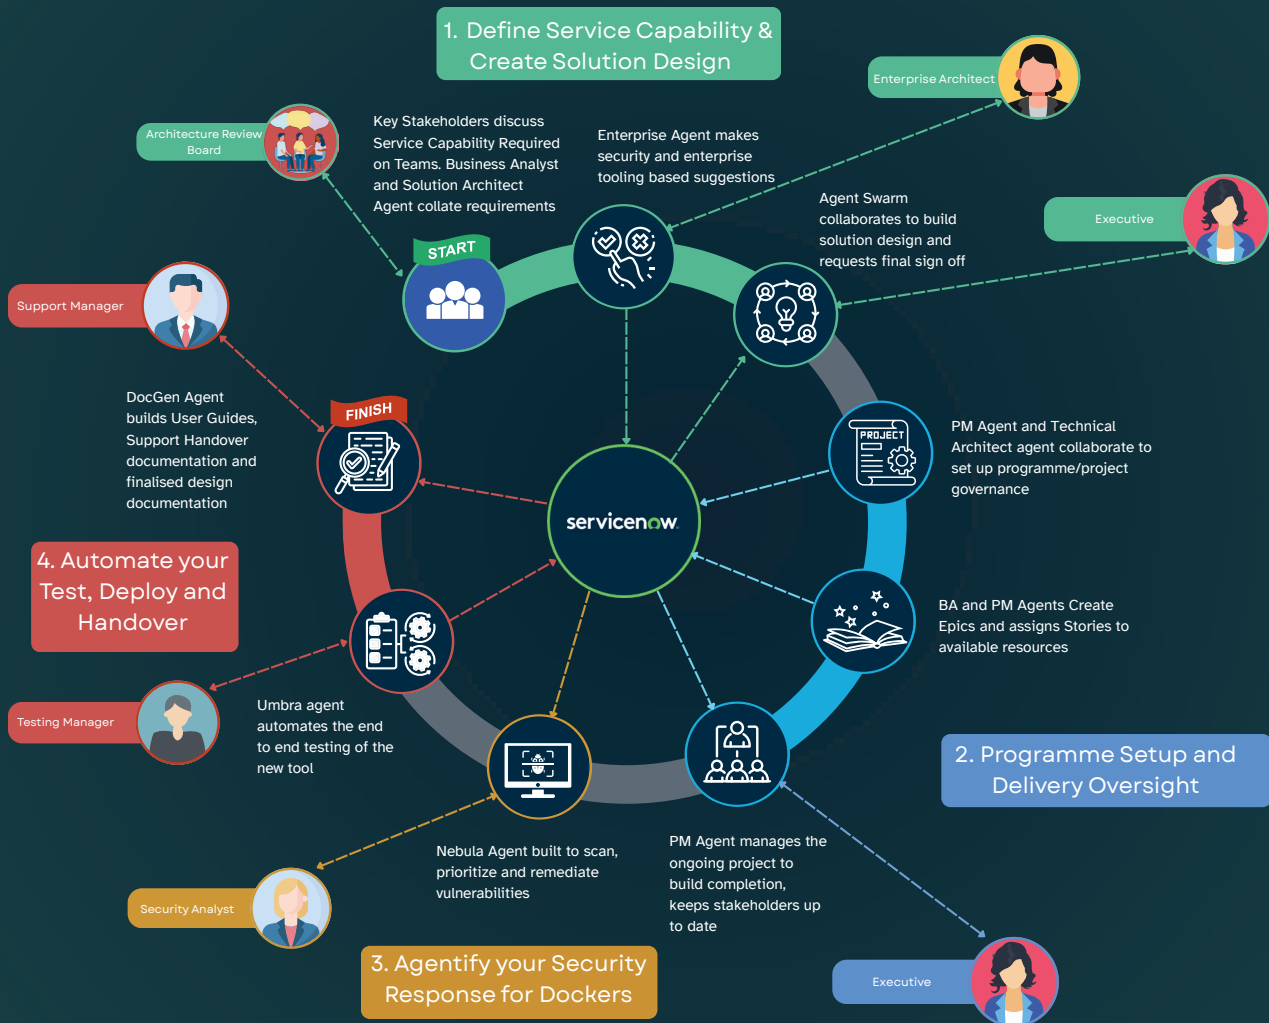 1. Define Service Capability &
Create Solution Design
Enterprise Architect
Architecture Review
Board
Key Stakeholders discuss
Service Capability Required
on Teams. Business Analyst
and Solution Architect
Agent collate requirements
Enterprise Agent makes
security and enterprise
tooling based suggestions
Agent Swarm
collaborates to build
solution design and
requests final sign off
Executive
START
Support Manager
FINISH
DocGen Agent
builds User Guides,
Support Handover
documentation and
finalised design
documentation
PROJECT
PM Agent and Technical
Architect agent collaborate to
set up programme/project
governance
servicenow
4. Automate your
Test, Deploy and
Handover
BA and PM Agents Create
Epics and assigns Stories to
available resources
Testing Manager
Umbra agent
automates the end
to end testing of the
new tool
2. Programme Setup and
Delivery Oversight
Nebula Agent built to scan,
prioritize and remediate
vulnerabilities
PM Agent manages the
ongoing project to
build completion,
keeps stakeholders up
to date
Security Analyst
3. Agentify your Security
Response for Dockers
Executive